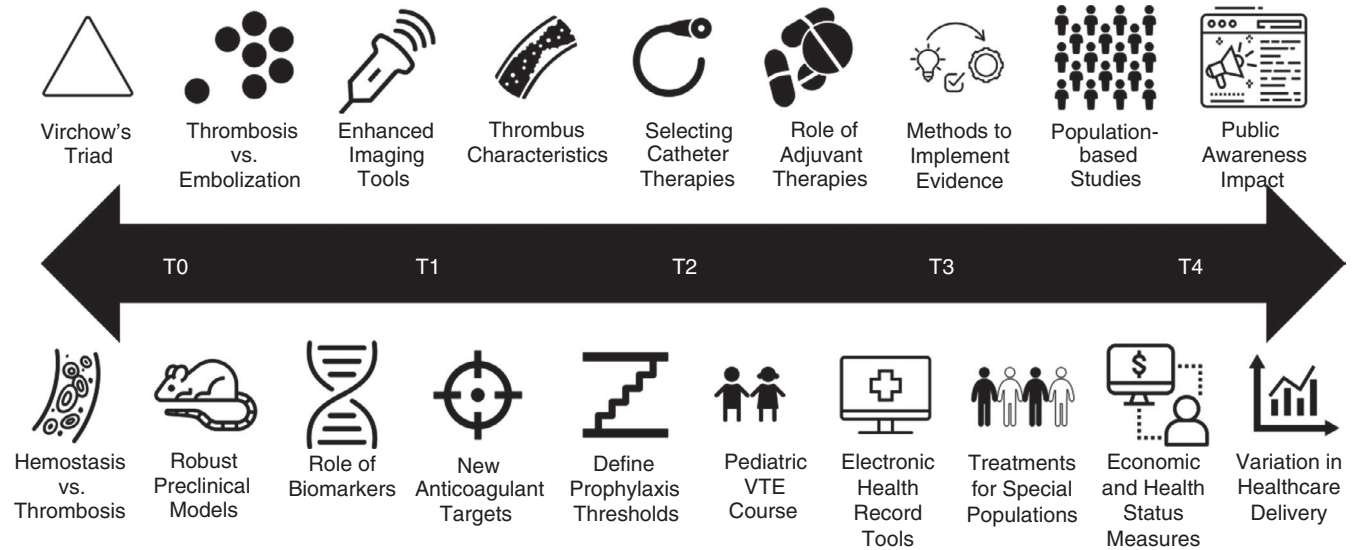 Virchow's
Triad
Thrombosis
vs.
Embolization
Enhanced
Imaging
Tools
Thrombus
Characteristics
Selecting
Catheter
Therapies
Role of
Adjuvant
Therapies
Methods to
Implement
Evidence
Population-
based
Studies
Public
Awareness
Impact
T0
T1
T2
T3
T4
$
Hemostasis
vs.
Thrombosis
Robust
Preclinical
Models
Role of
Biomarkers
New
Anticoagulant
Targets
Define
Prophylaxis
Thresholds
Pediatric
VTE
Course
Electronic
Health
Record
Tools
Treatments
for Special
Populations
Economic
and Health
Status
Measures
Variation in
Healthcare
Delivery